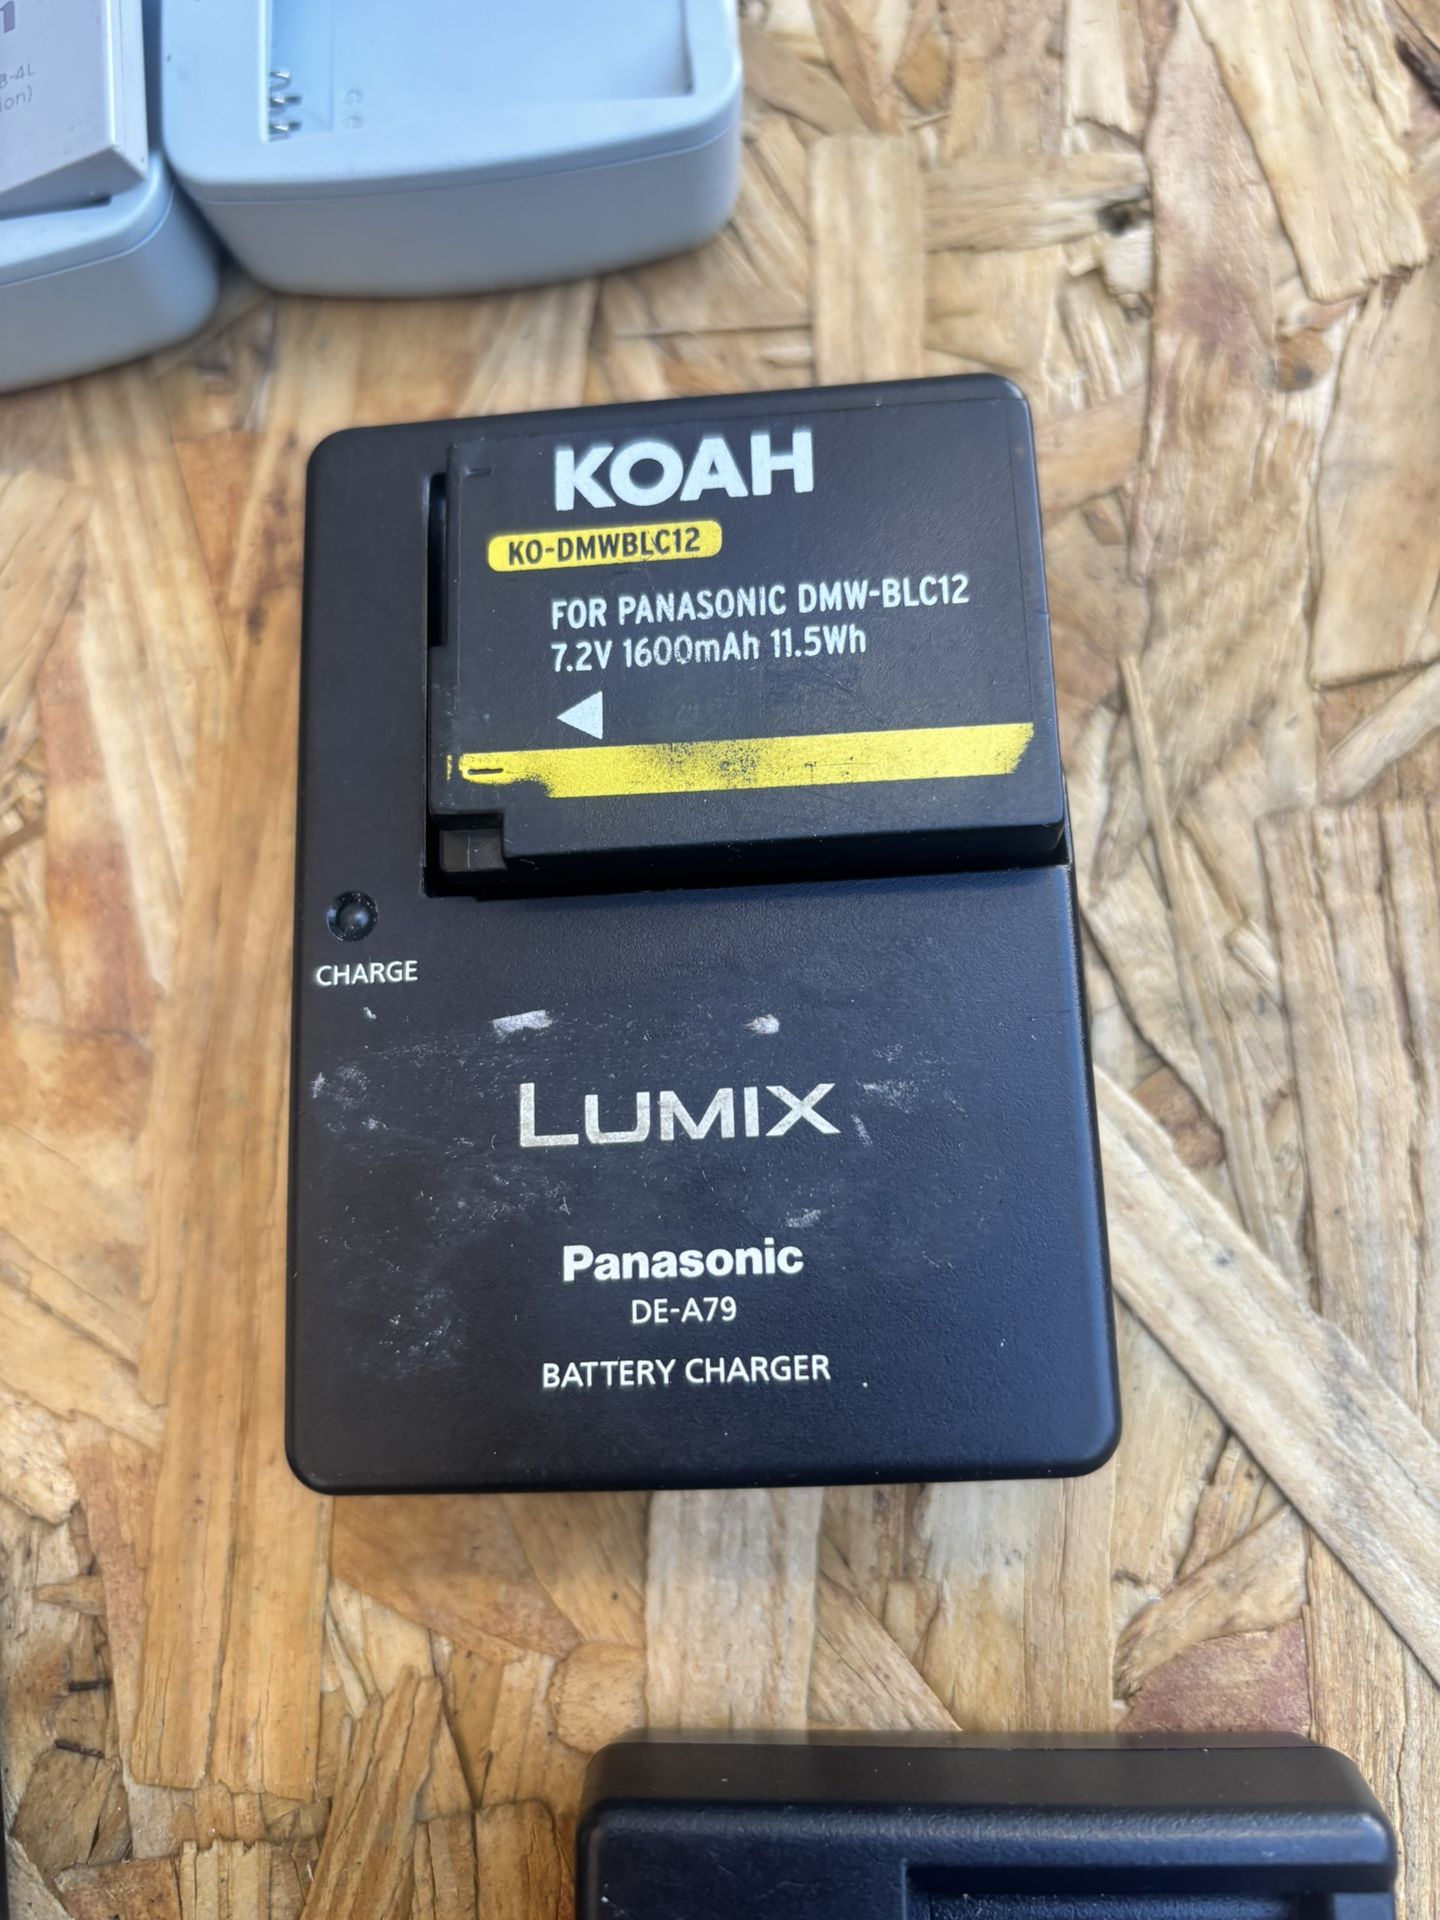 KOAH
KO-DMWBLC12
FOR PANASONIC DMW-BLC12
7.2V 1600mAh 11.5Wh
CHARGE
LUMIX
Panasonic
DE-A79
BATTERY CHARGER